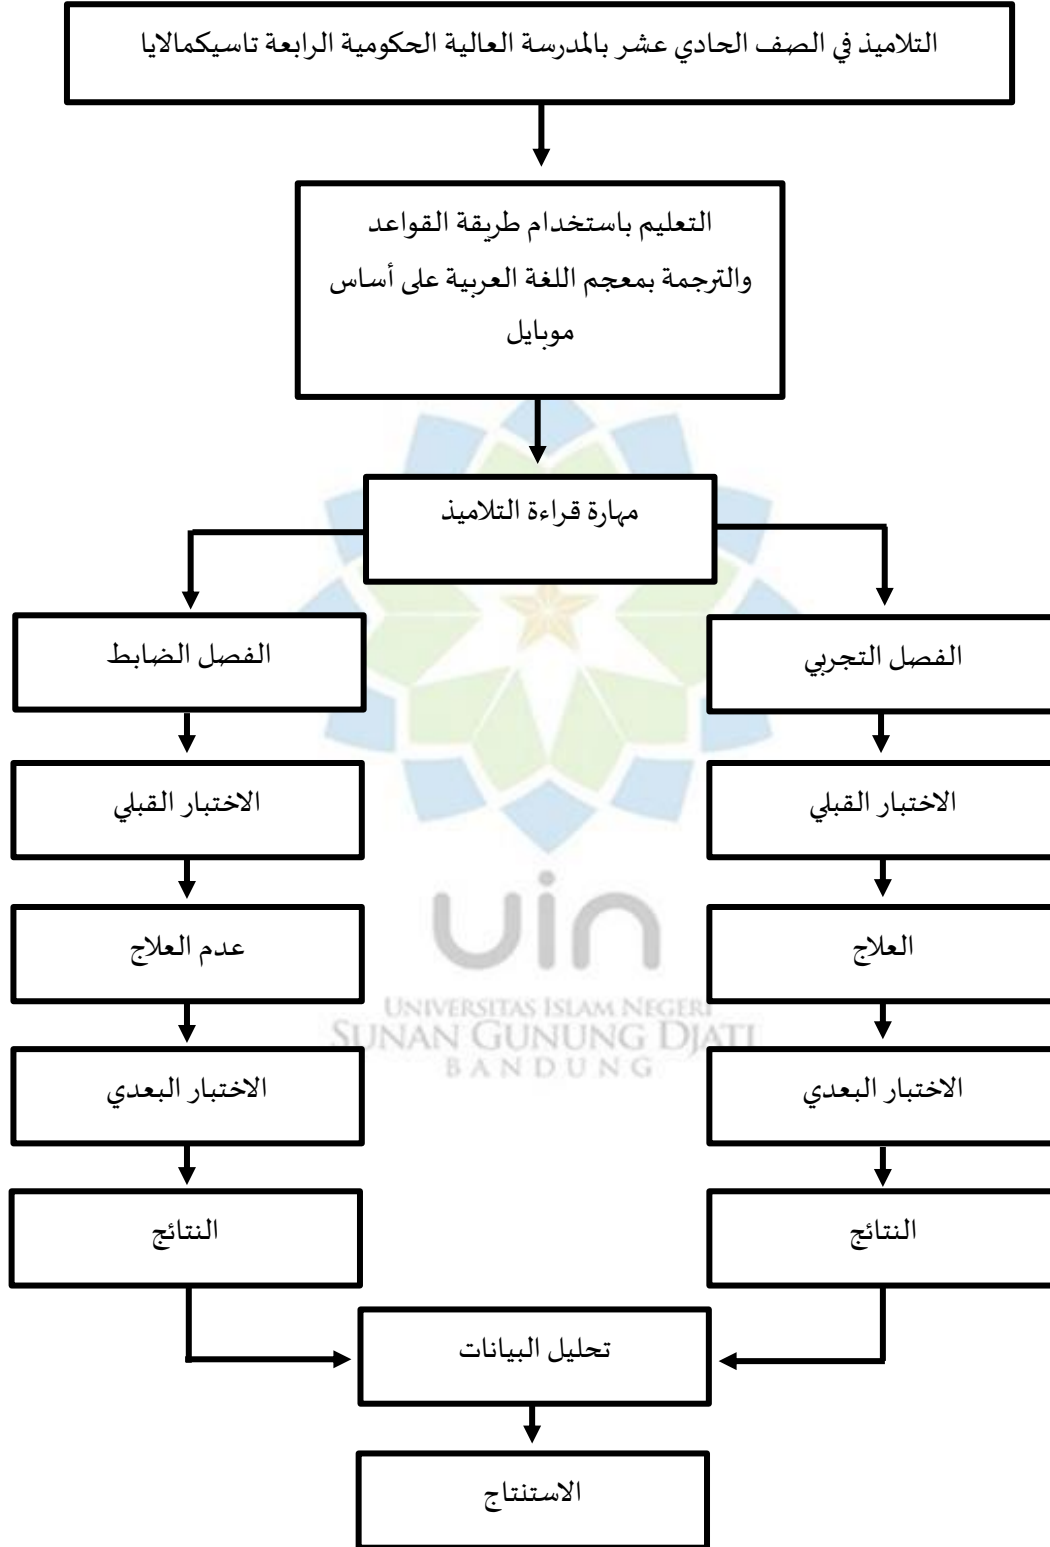 التلاميذ في الصف الحادي عشر بالمدرسة العالية الحكومية الرابعة تاسيكمالايا
التعليم باستخدام طريقة القواعد
والترجمة بمعجم اللغة العربية على أساس
موبايل
مهارة قراءة التلاميذ
الفصل التجربي
الفصل الضابط
الاختبار القبلي
الاختبار القبلي
العلاج
عدم العلاج
الاختبار البعدي
الاختبار البعدي
النتائج
النتائج
تحليل البيانات
الاستنتاج
uin
UNIVERSITAS ISLAM NEGERI
SUNAN GUNUNG DJATI
BANDUNG